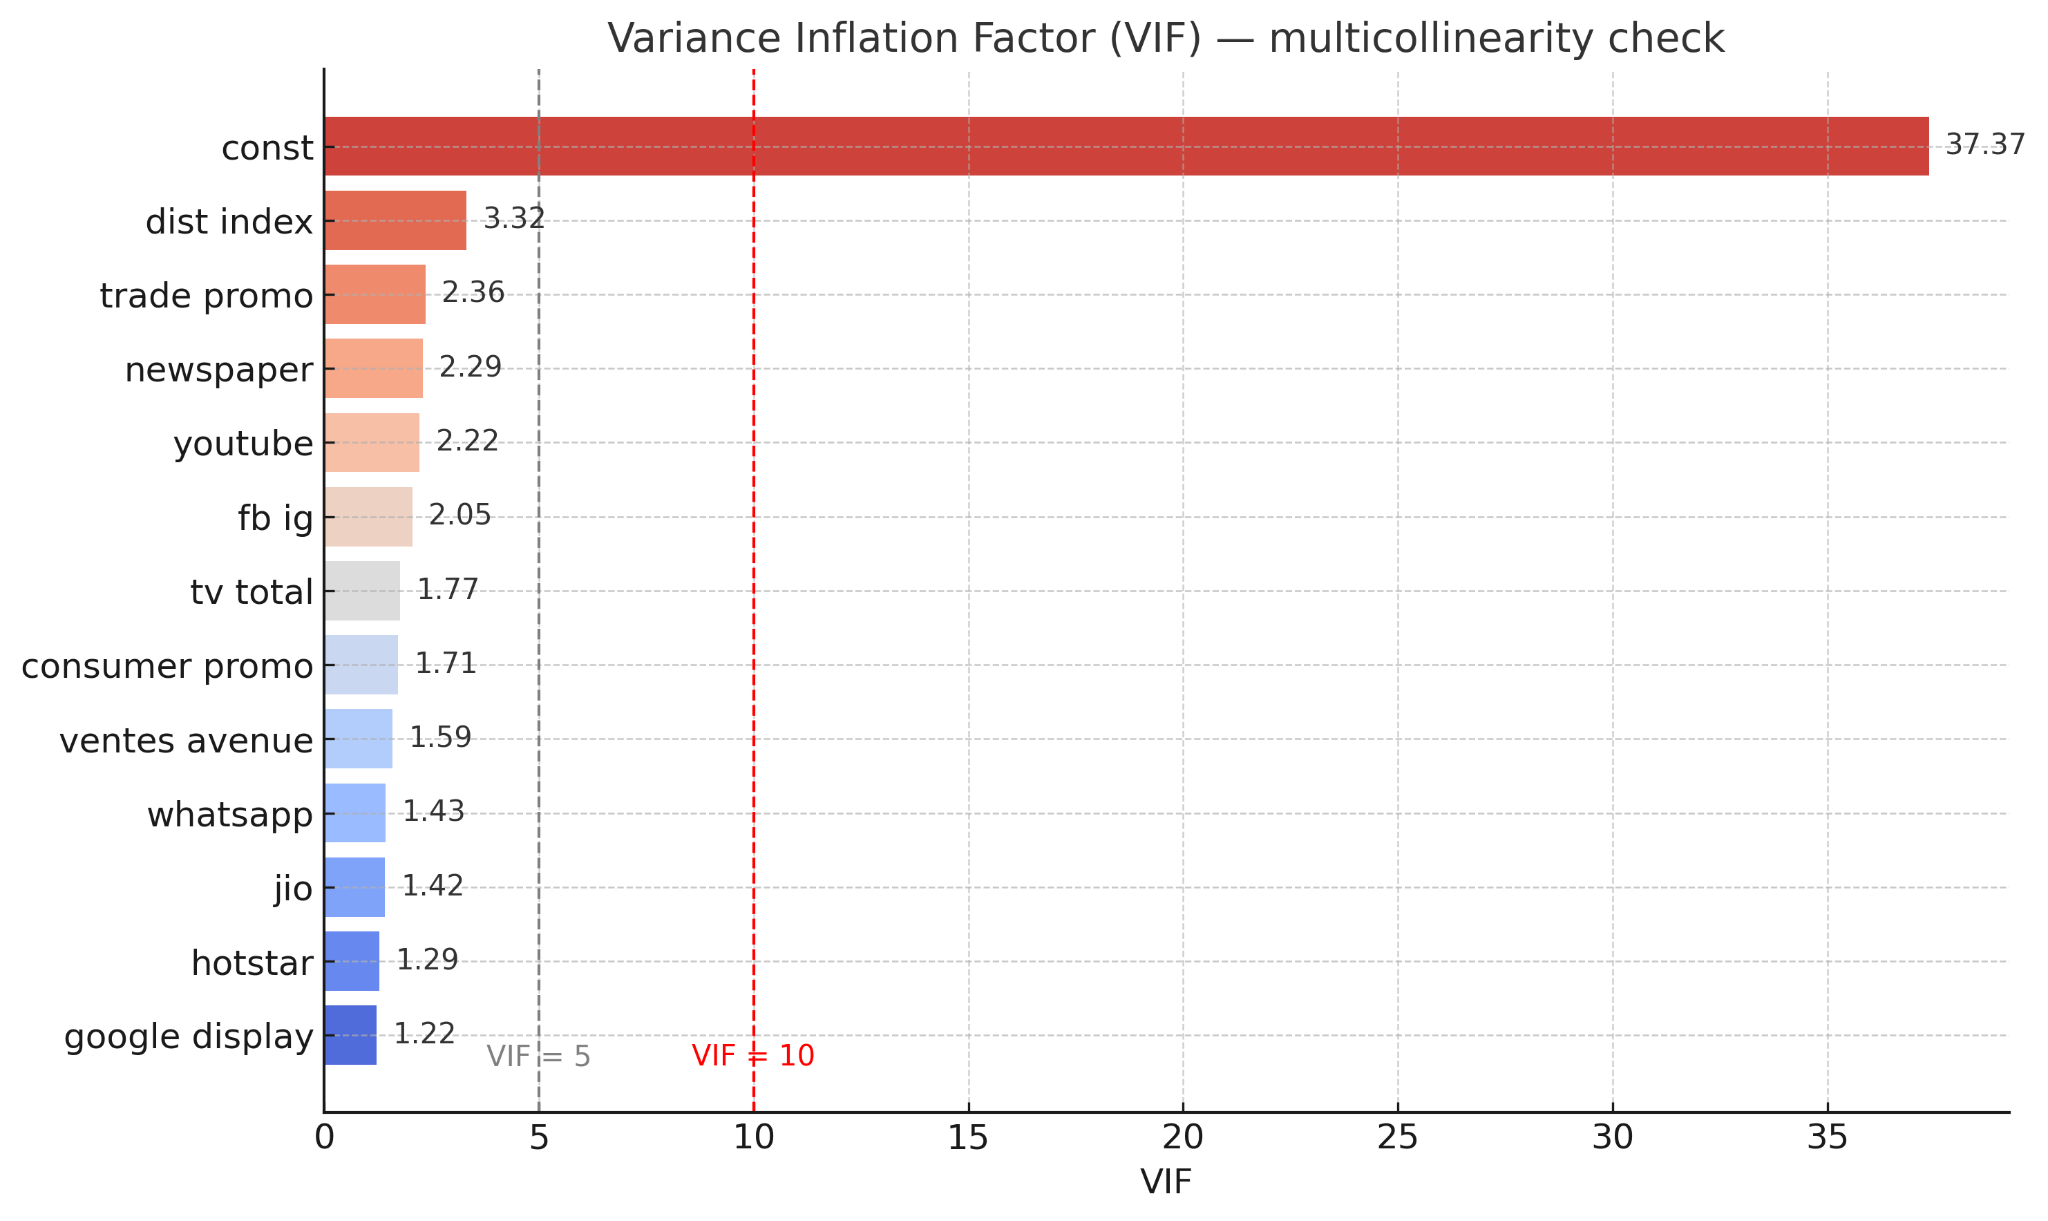 Variance Inflation Factor (VIF) — multicollinearity check
const 37.37
dist index 3.32
trade promo 2.36
newspaper 2.29
youtube 2.22
fb ig 2.05
tv total 1.77
consumer promo 1.71
ventes avenue 1.59
whatsapp 1.43
jio 1.42
hotstar 1.29
google display 1.22
VIF = 5 VIF = 10
0 5 10 15 20 25 30 35
VIF